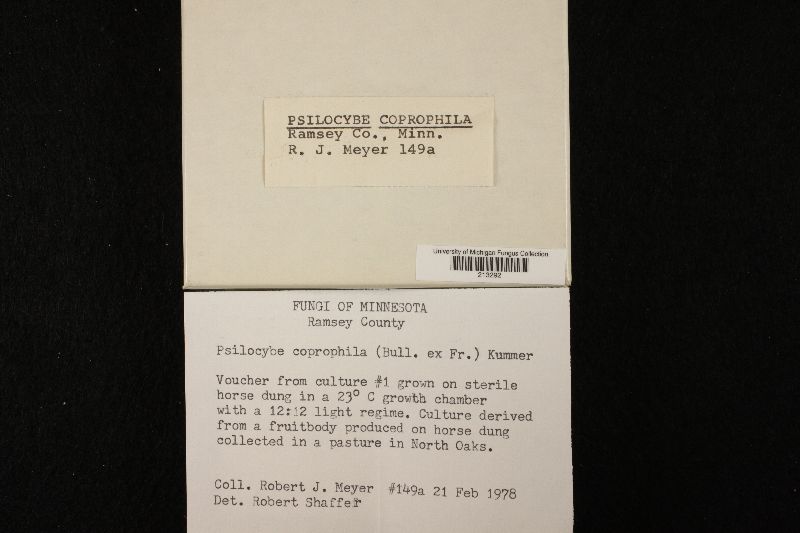 PSILOCYBE COPROPHILA
Ramsey Co., Minn.
R. J. Meyer 149a
University of Michigan Fungus Collection
213292
FUNGI OF MINNESOTA
Ramsey County
Psilocybe coprophila (Bull. ex Fr.) Kummer
Voucher from culture #1 grown on sterile
horse dung in a 23° C growth chamber
with a 12:12 light regime. Culture derived
from a fruitbody produced on horse dung
collected in a pasture in North Oaks.
Coll. Robert J. Meyer #149a 21 Feb 1978
Det. Robert Shaffer